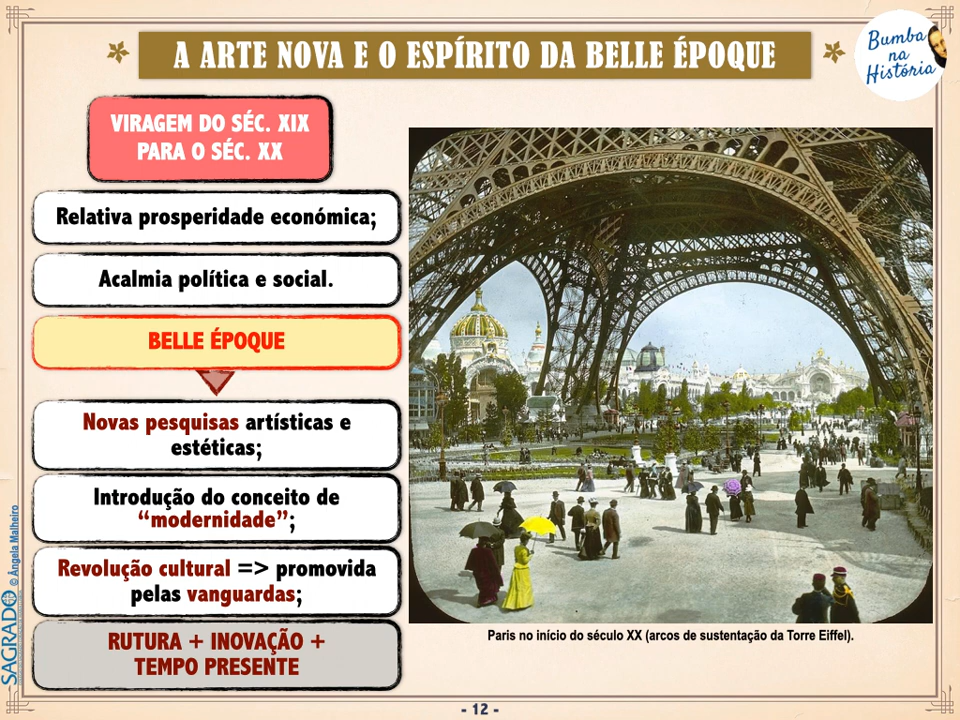 A ARTE NOVA E O ESPÍRITO DA BELLE ÉPOQUE
Bumba
na
História
VIRAGEM DO SÉC. XIX
PARA O SÉC. XX
Relativa prosperidade económica;
Acalmia política e social.
BELLE ÉPOQUE
Novas pesquisas artísticas e
estéticas;
Introdução do conceito de
“modernidade”;
Revolução cultural => promovida
pelas vanguardas;
RUTURA + INOVAÇÃO +
TEMPO PRESENTE
Paris no início do século XX (arcos de sustentação da Torre Eiffel).
SAGRADO
© Ângela Malheiro
- 12 -